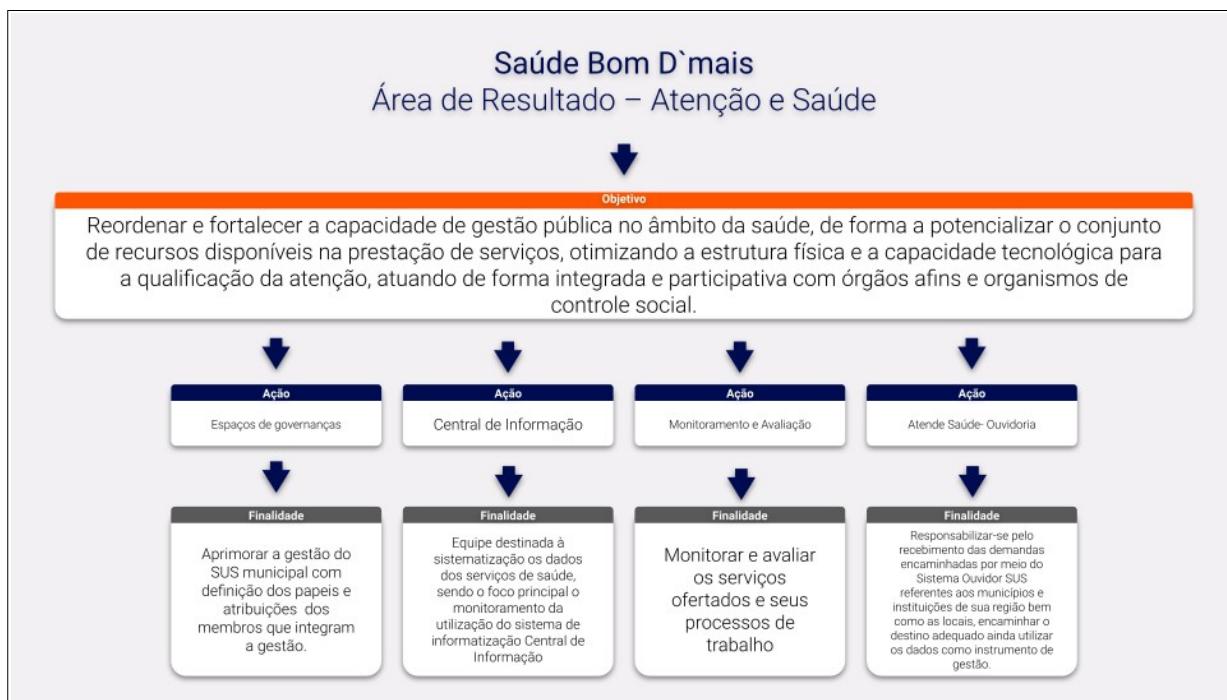 Saúde Bom D`mais
Área de Resultado – Atenção e Saúde
Objetivo
Reordenar e fortalecer a capacidade de gestão pública no âmbito da saúde, de forma a potencializar o conjunto
de recursos disponíveis na prestação de serviços, otimizando a estrutura física e a capacidade tecnológica para
a qualificação da atenção, atuando de forma integrada e participativa com órgãos afins e organismos de
controle social.
Ação
Espaços de governanças
Ação
Central de Informação
Ação
Monitoramento e Avaliação
Ação
Atende Saúde- Ouvidoria
Finalidade
Aprimorar a gestão do
SUS municipal com
definição dos papeis e
atribuições dos
membros que integram
a gestão.
Finalidade
Equipe destinada à
sistematização os dados
dos serviços de saúde,
sendo o foco principal o
monitoramento da
utilização do sistema de
informatização Central de
Informação
Finalidade
Monitorar e avaliar
os serviços
ofertados e seus
processos de
trabalho
Finalidade
Responsabilizar-se pelo
recebimento das demandas
encaminhadas por meio do
Sistema Ouvidor SUS
referentes aos municípios e
instituições de sua região bem
como as locais, encaminhar o
destino adequado ainda utilizar
os dados como instrumento de
gestão.